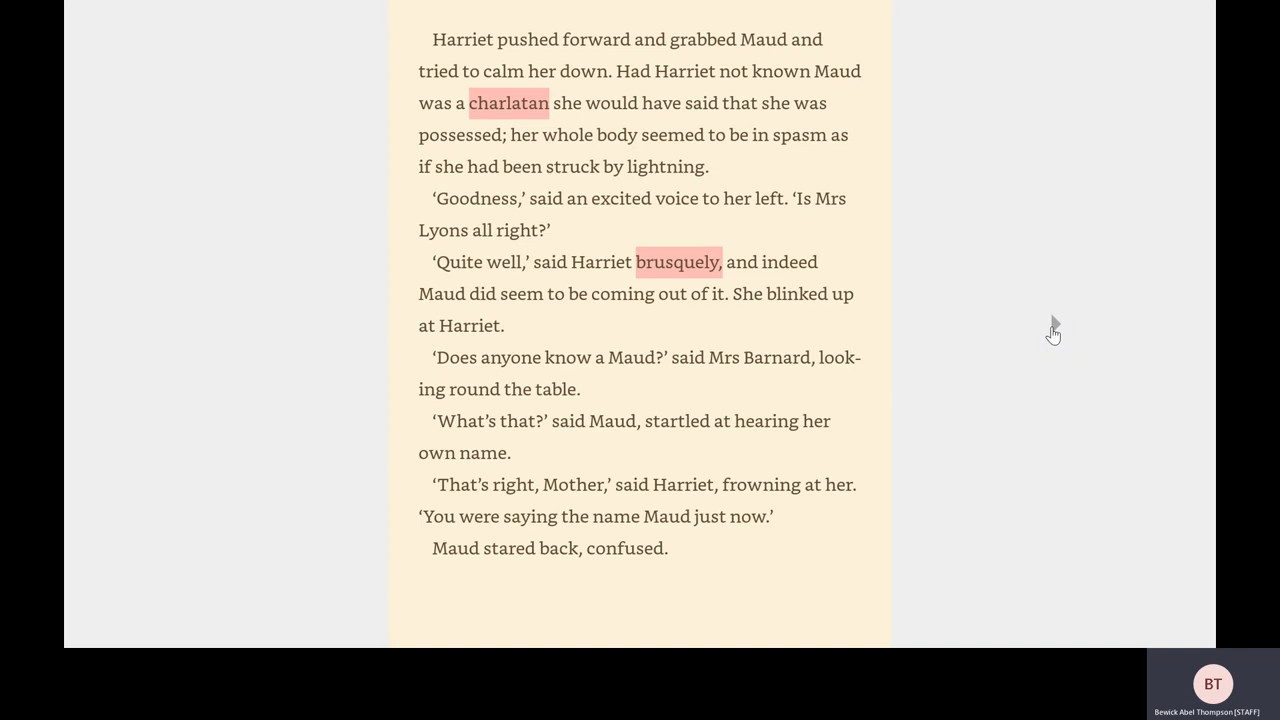 Harriet pushed forward and grabbed Maud and
tried to calm her down. Had Harriet not known Maud
was a charlatan she would have said that she was
possessed; her whole body seemed to be in spasm as
if she had been struck by lightning.
‘Goodness,’ said an excited voice to her left. ‘Is Mrs
Lyons all right?’
‘Quite well,’ said Harriet brusquely, and indeed
Maud did seem to be coming out of it. She blinked up
at Harriet.
‘Does anyone know a Maud?’ said Mrs Barnard, look-
ing round the table.
‘What’s that?’ said Maud, startled at hearing her
own name.
‘That’s right, Mother,’ said Harriet, frowning at her.
‘You were saying the name Maud just now.’
Maud stared back, confused.
BT
Bewick Abel Thompson [STAFF]